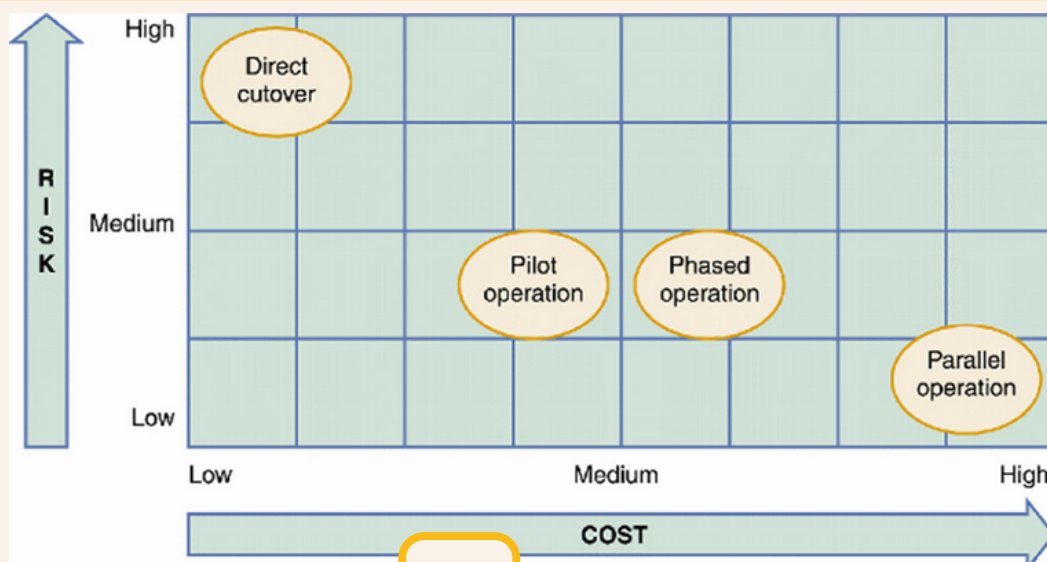 High
Direct
cutover
R
I
S
K
Medium
Pilot
operation
Phased
operation
Parallel
operation
Low
Low
Medium
High
COST